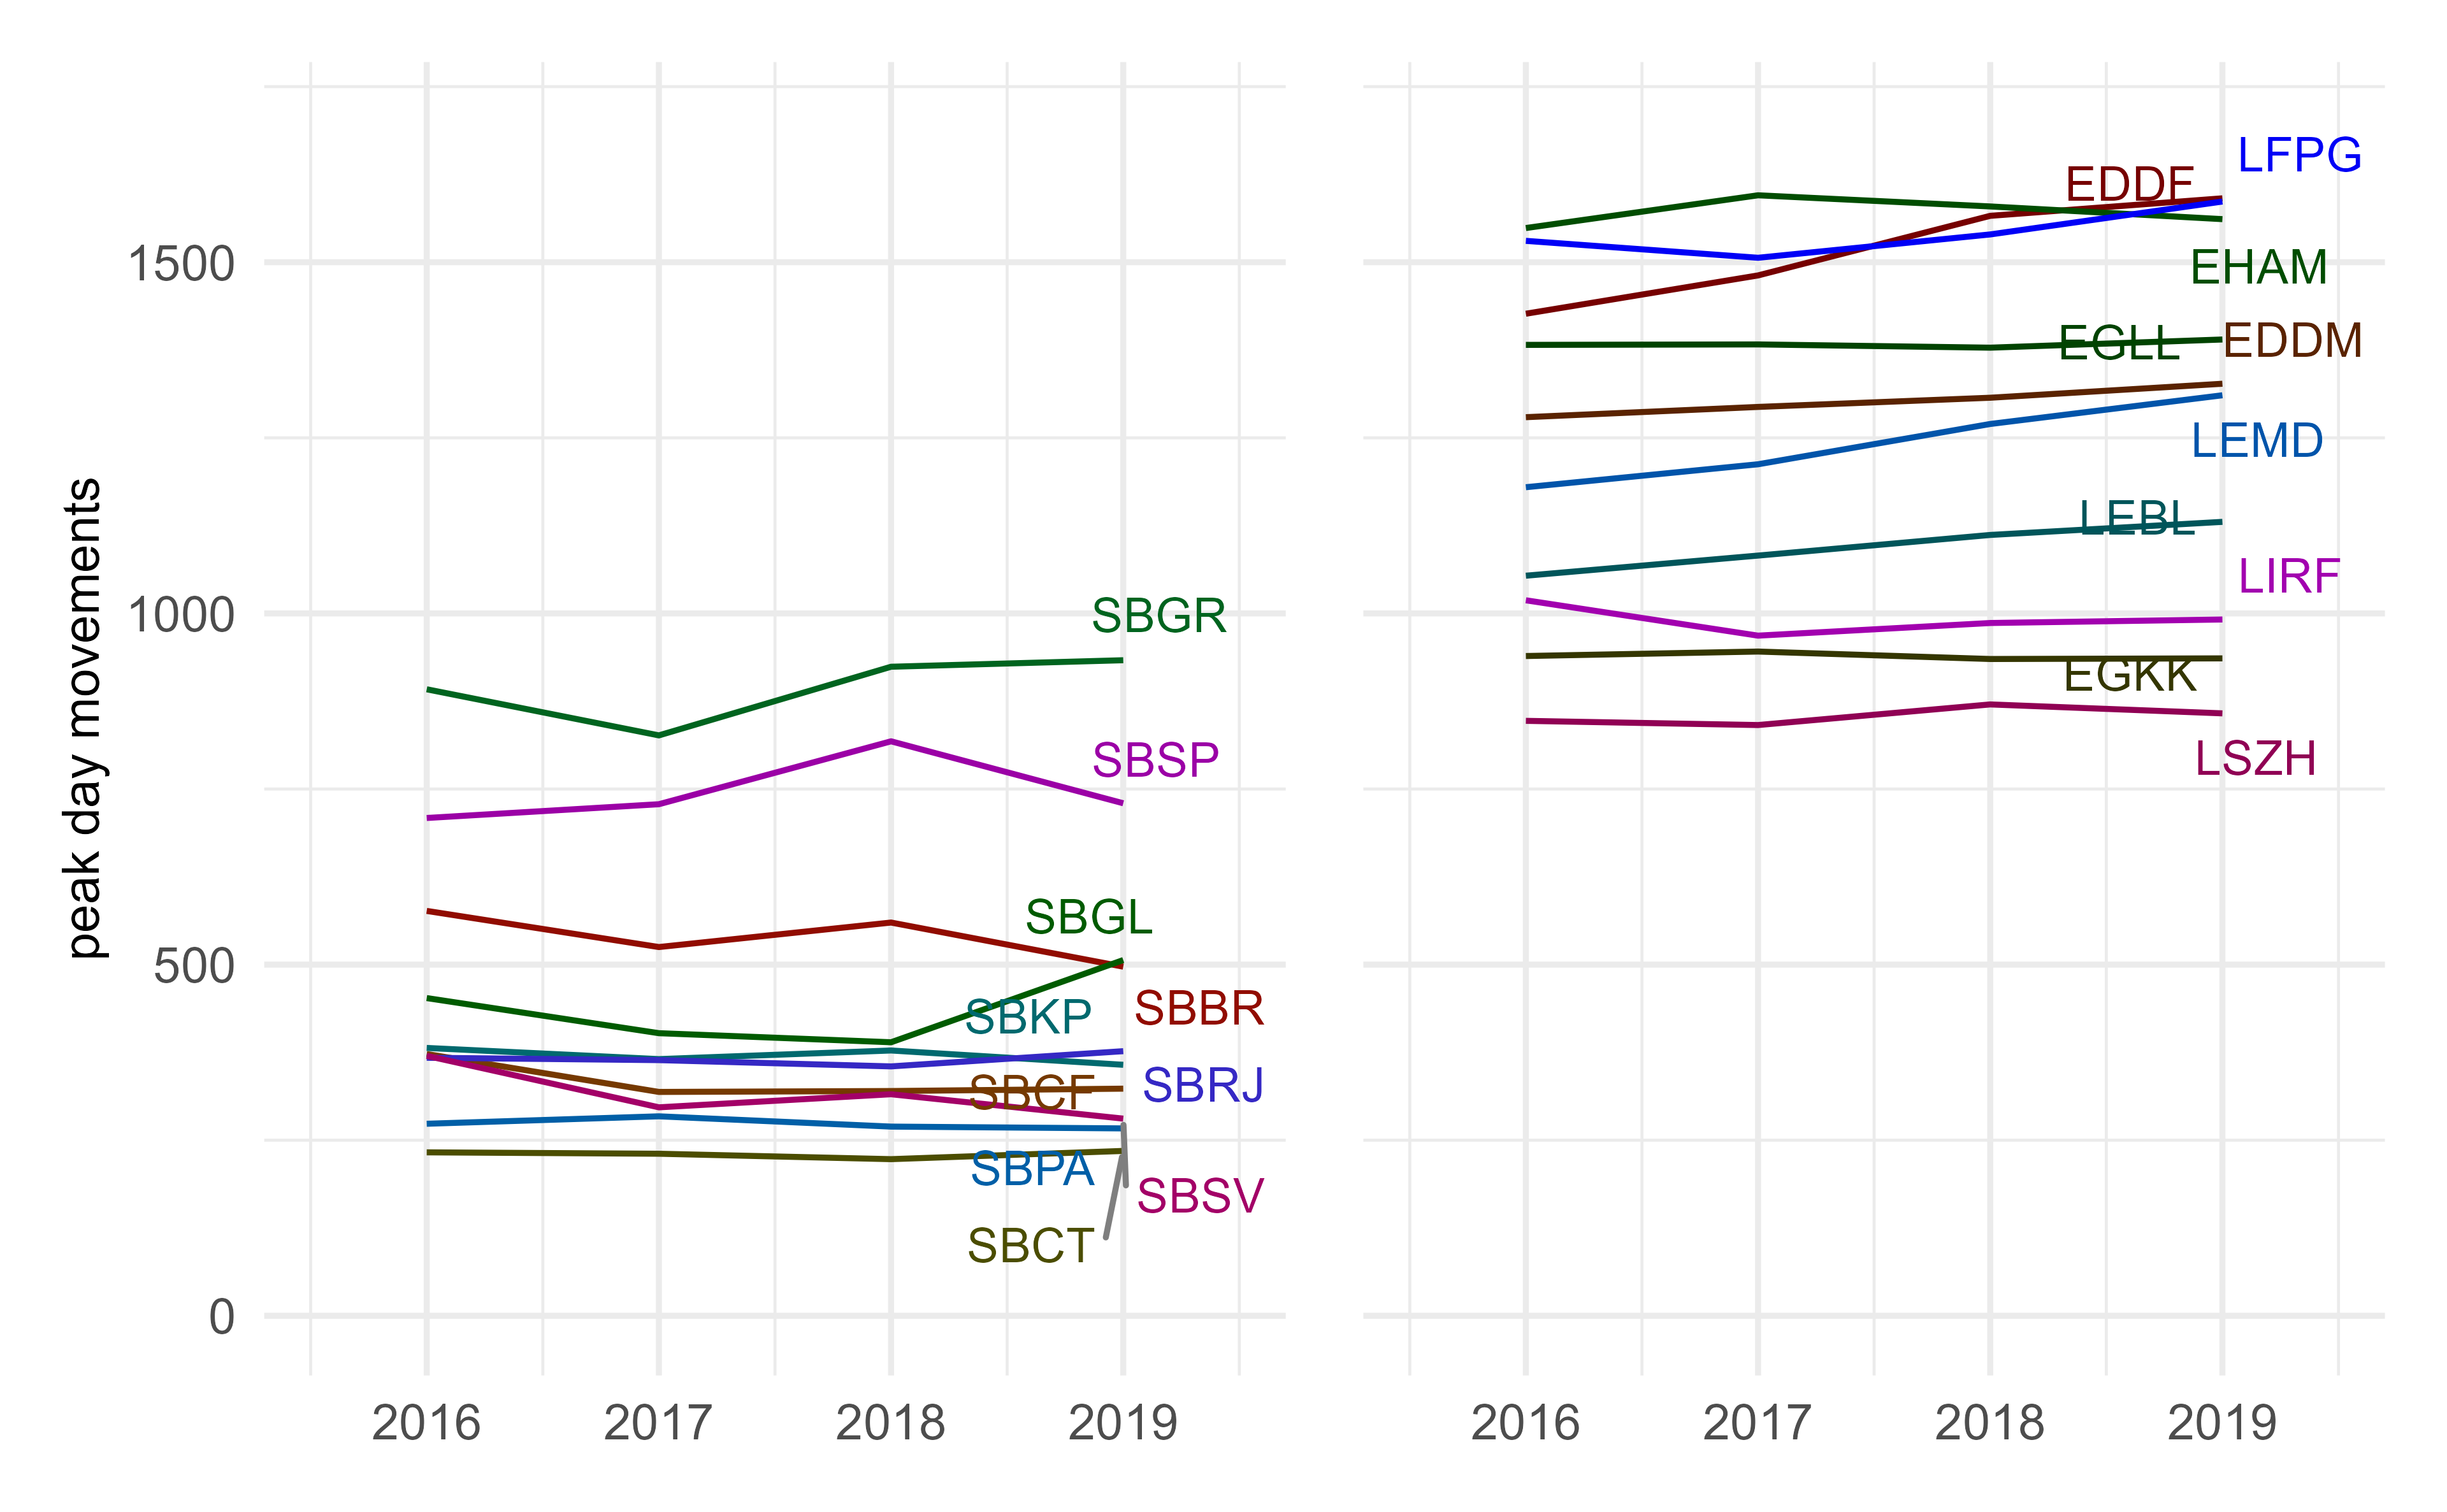 peak day movements
1500
1000
500
0
SBGR
SBSP
SBGL
SBKP
SBBR
SBCF
SBRJ
SBPA
SBSV
SBCT
2016 2017 2018 2019
LFPG
EDDF
EHAM
EGLL
EDDM
LEMD
LEBL
LIRF
EGKK
LSZH
2016 2017 2018 2019